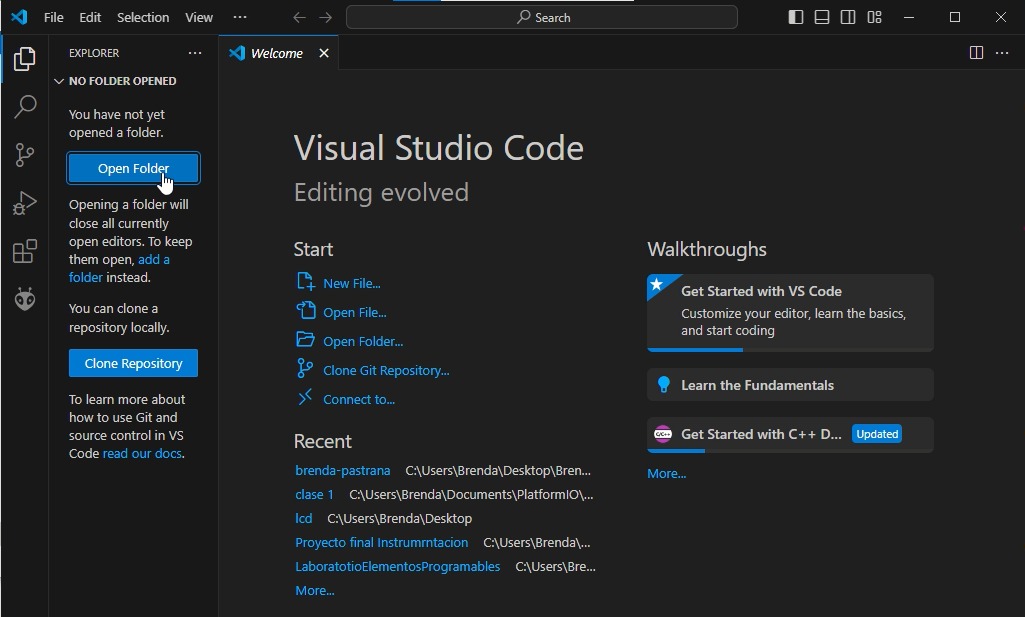 File Edit Selection View ··· Search
EXPLORER ···
NO FOLDER OPENED
You have not yet
opened a folder.
Open Folder
Opening a folder will
close all currently
open editors. To keep
them open, add a
folder instead.
You can clone a
repository locally.
Clone Repository
To learn more about
how to use Git and
source control in VS
Code read our docs.
Welcome
Visual Studio Code
Editing evolved
Start
New File...
Open File...
Open Folder...
Clone Git Repository...
Connect to...
Recent
brenda-pastrana C:\Users\Brenda\Desktop\Bren...
clase 1 C:\Users\Brenda\Documents\PlatformIO\...
lcd C:\Users\Brenda\Desktop
Proyecto final Instrumrntacion C:\Users\Brenda\...
LaboratotioElementosProgramables C:\Users\Bre...
More...
Walkthroughs
Get Started with VS Code
Customize your editor, learn the basics,
and start coding
Learn the Fundamentals
C/C++ Get Started with C++ D... Updated
More...